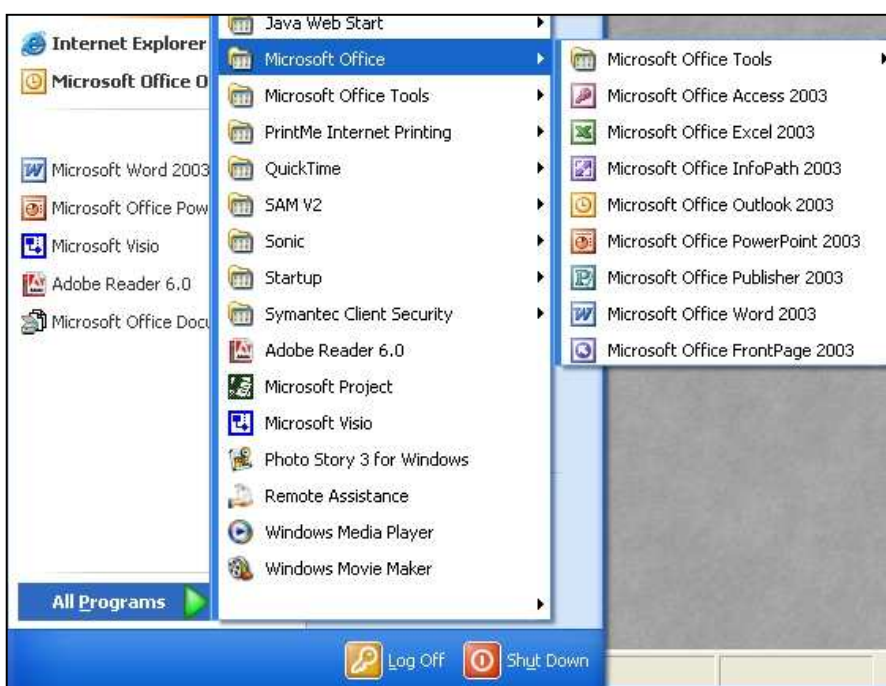 Internet Explorer
Microsoft Office O
Microsoft Word 2003
Microsoft Office Pow
Microsoft Visio
Adobe Reader 6.0
Microsoft Office Docu
All Programs
Java Web Start
Microsoft Office
Microsoft Office Tools
PrintMe Internet Printing
QuickTime
SAM V2
Sonic
Startup
Symantec Client Security
Adobe Reader 6.0
Microsoft Project
Microsoft Visio
Photo Story 3 for Windows
Remote Assistance
Windows Media Player
Windows Movie Maker
Microsoft Office Tools
Microsoft Office Access 2003
Microsoft Office Excel 2003
Microsoft Office InfoPath 2003
Microsoft Office Outlook 2003
Microsoft Office PowerPoint 2003
Microsoft Office Publisher 2003
Microsoft Office Word 2003
Microsoft Office FrontPage 2003
Log Off
Shut Down